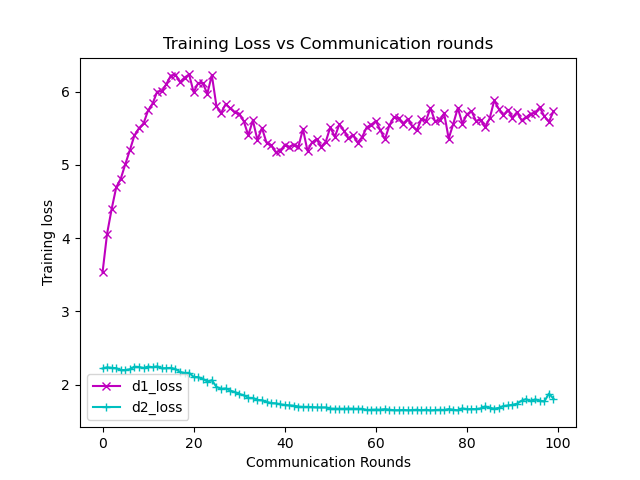 Training Loss vs Communication rounds
Training loss
6
5
4
3
2
d1_loss
d2_loss
0 20 40 60 80 100
Communication Rounds